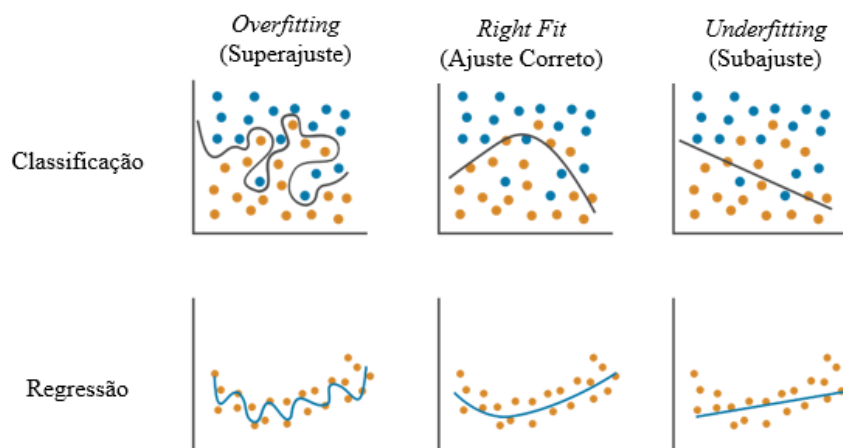 Overfitting
(Superajuste)
Right Fit
(Ajuste Correto)
Underfitting
(Subajuste)
Classificação
Regressão